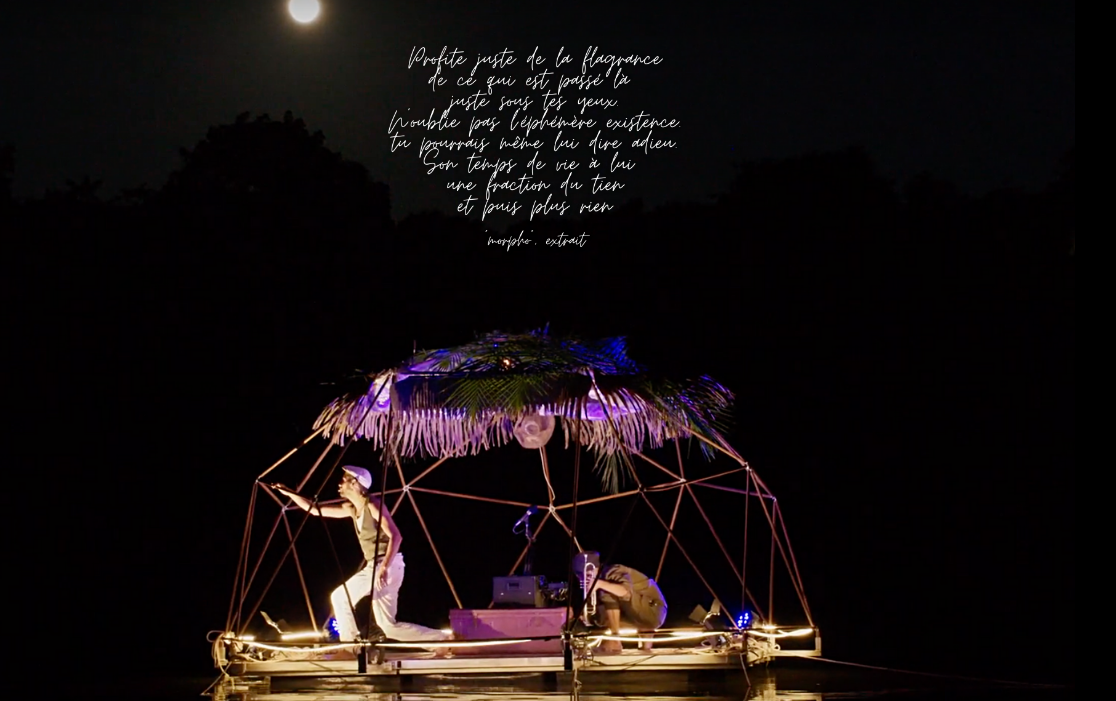 Profite juste de la flagrance
de ce qui est passé là
juste sous tes yeux.
N'oublie pas l'éphémère existence.
tu pourrais même lui dire adieu.
Son temps de vie à lui
une fraction du tien
et puis plus rien
"morpho". extrait